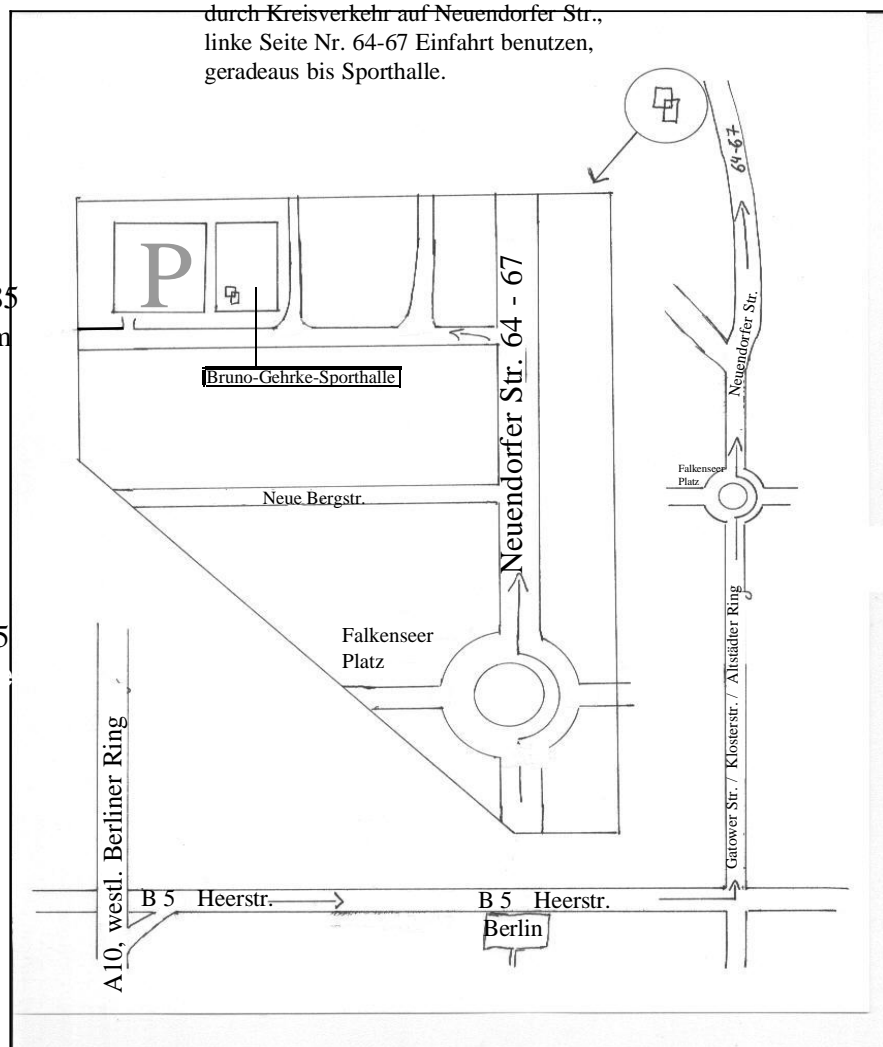 durch Kreisverkehr auf Neuendorfer Str.,
linke Seite Nr. 64-67 Einfahrt benutzen,
geradeaus bis Sporthalle.
64-67
P
Neuendorfer Str. 64 - 67
Neuendorfer Str.
Bruno-Gehrke-Sporthalle
Falkenseer
Platz
Neue Bergstr.
Falkenseer
Platz
Gatower Str. / Klosterstr. / Altstädter Ring
A10, westl. Berliner Ring
B 5 Heerstr.
B 5 Heerstr.
Berlin